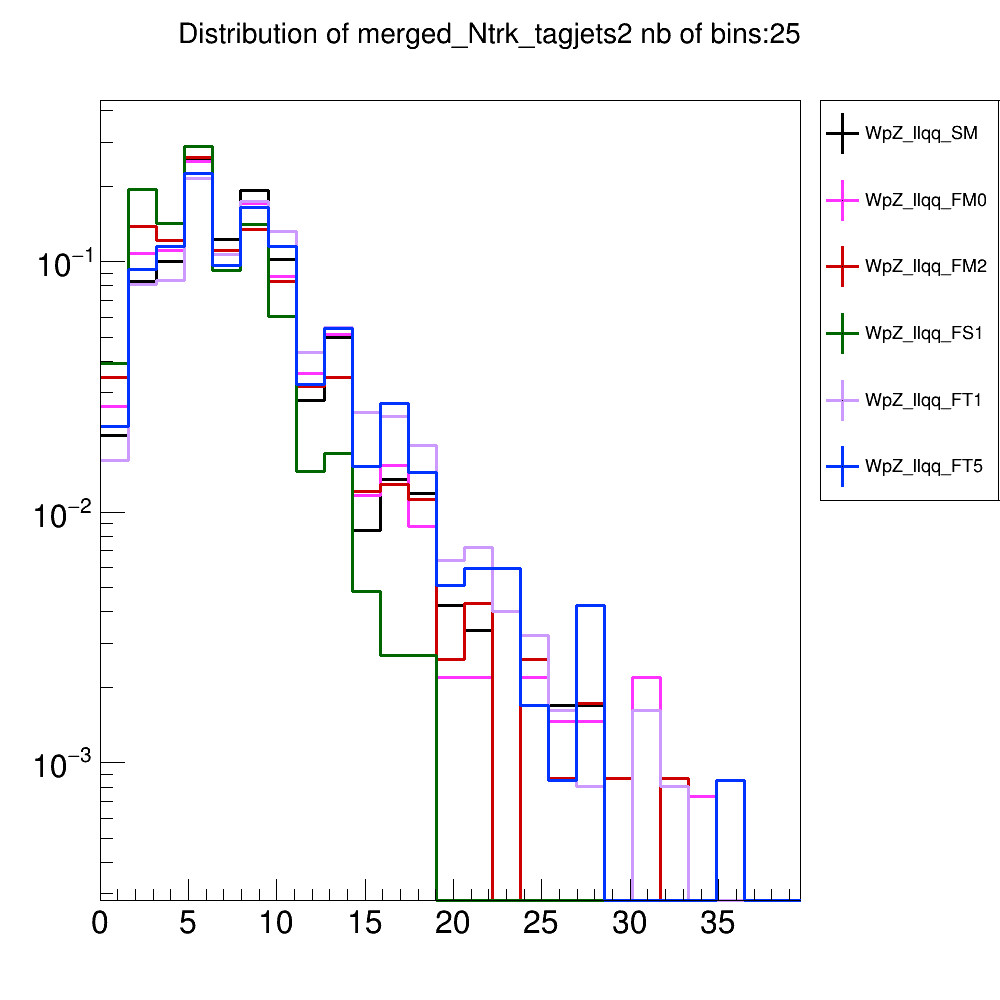 Distribution of merged_Ntrk_tagjets2 nb of bins:25
WpZ_llqq_SM
WpZ_llqq_FM0
WpZ_llqq_FM2
WpZ_llqq_FS1
WpZ_llqq_FT1
WpZ_llqq_FT5
10⁻¹
10⁻²
10⁻³
0 5 10 15 20 25 30 35